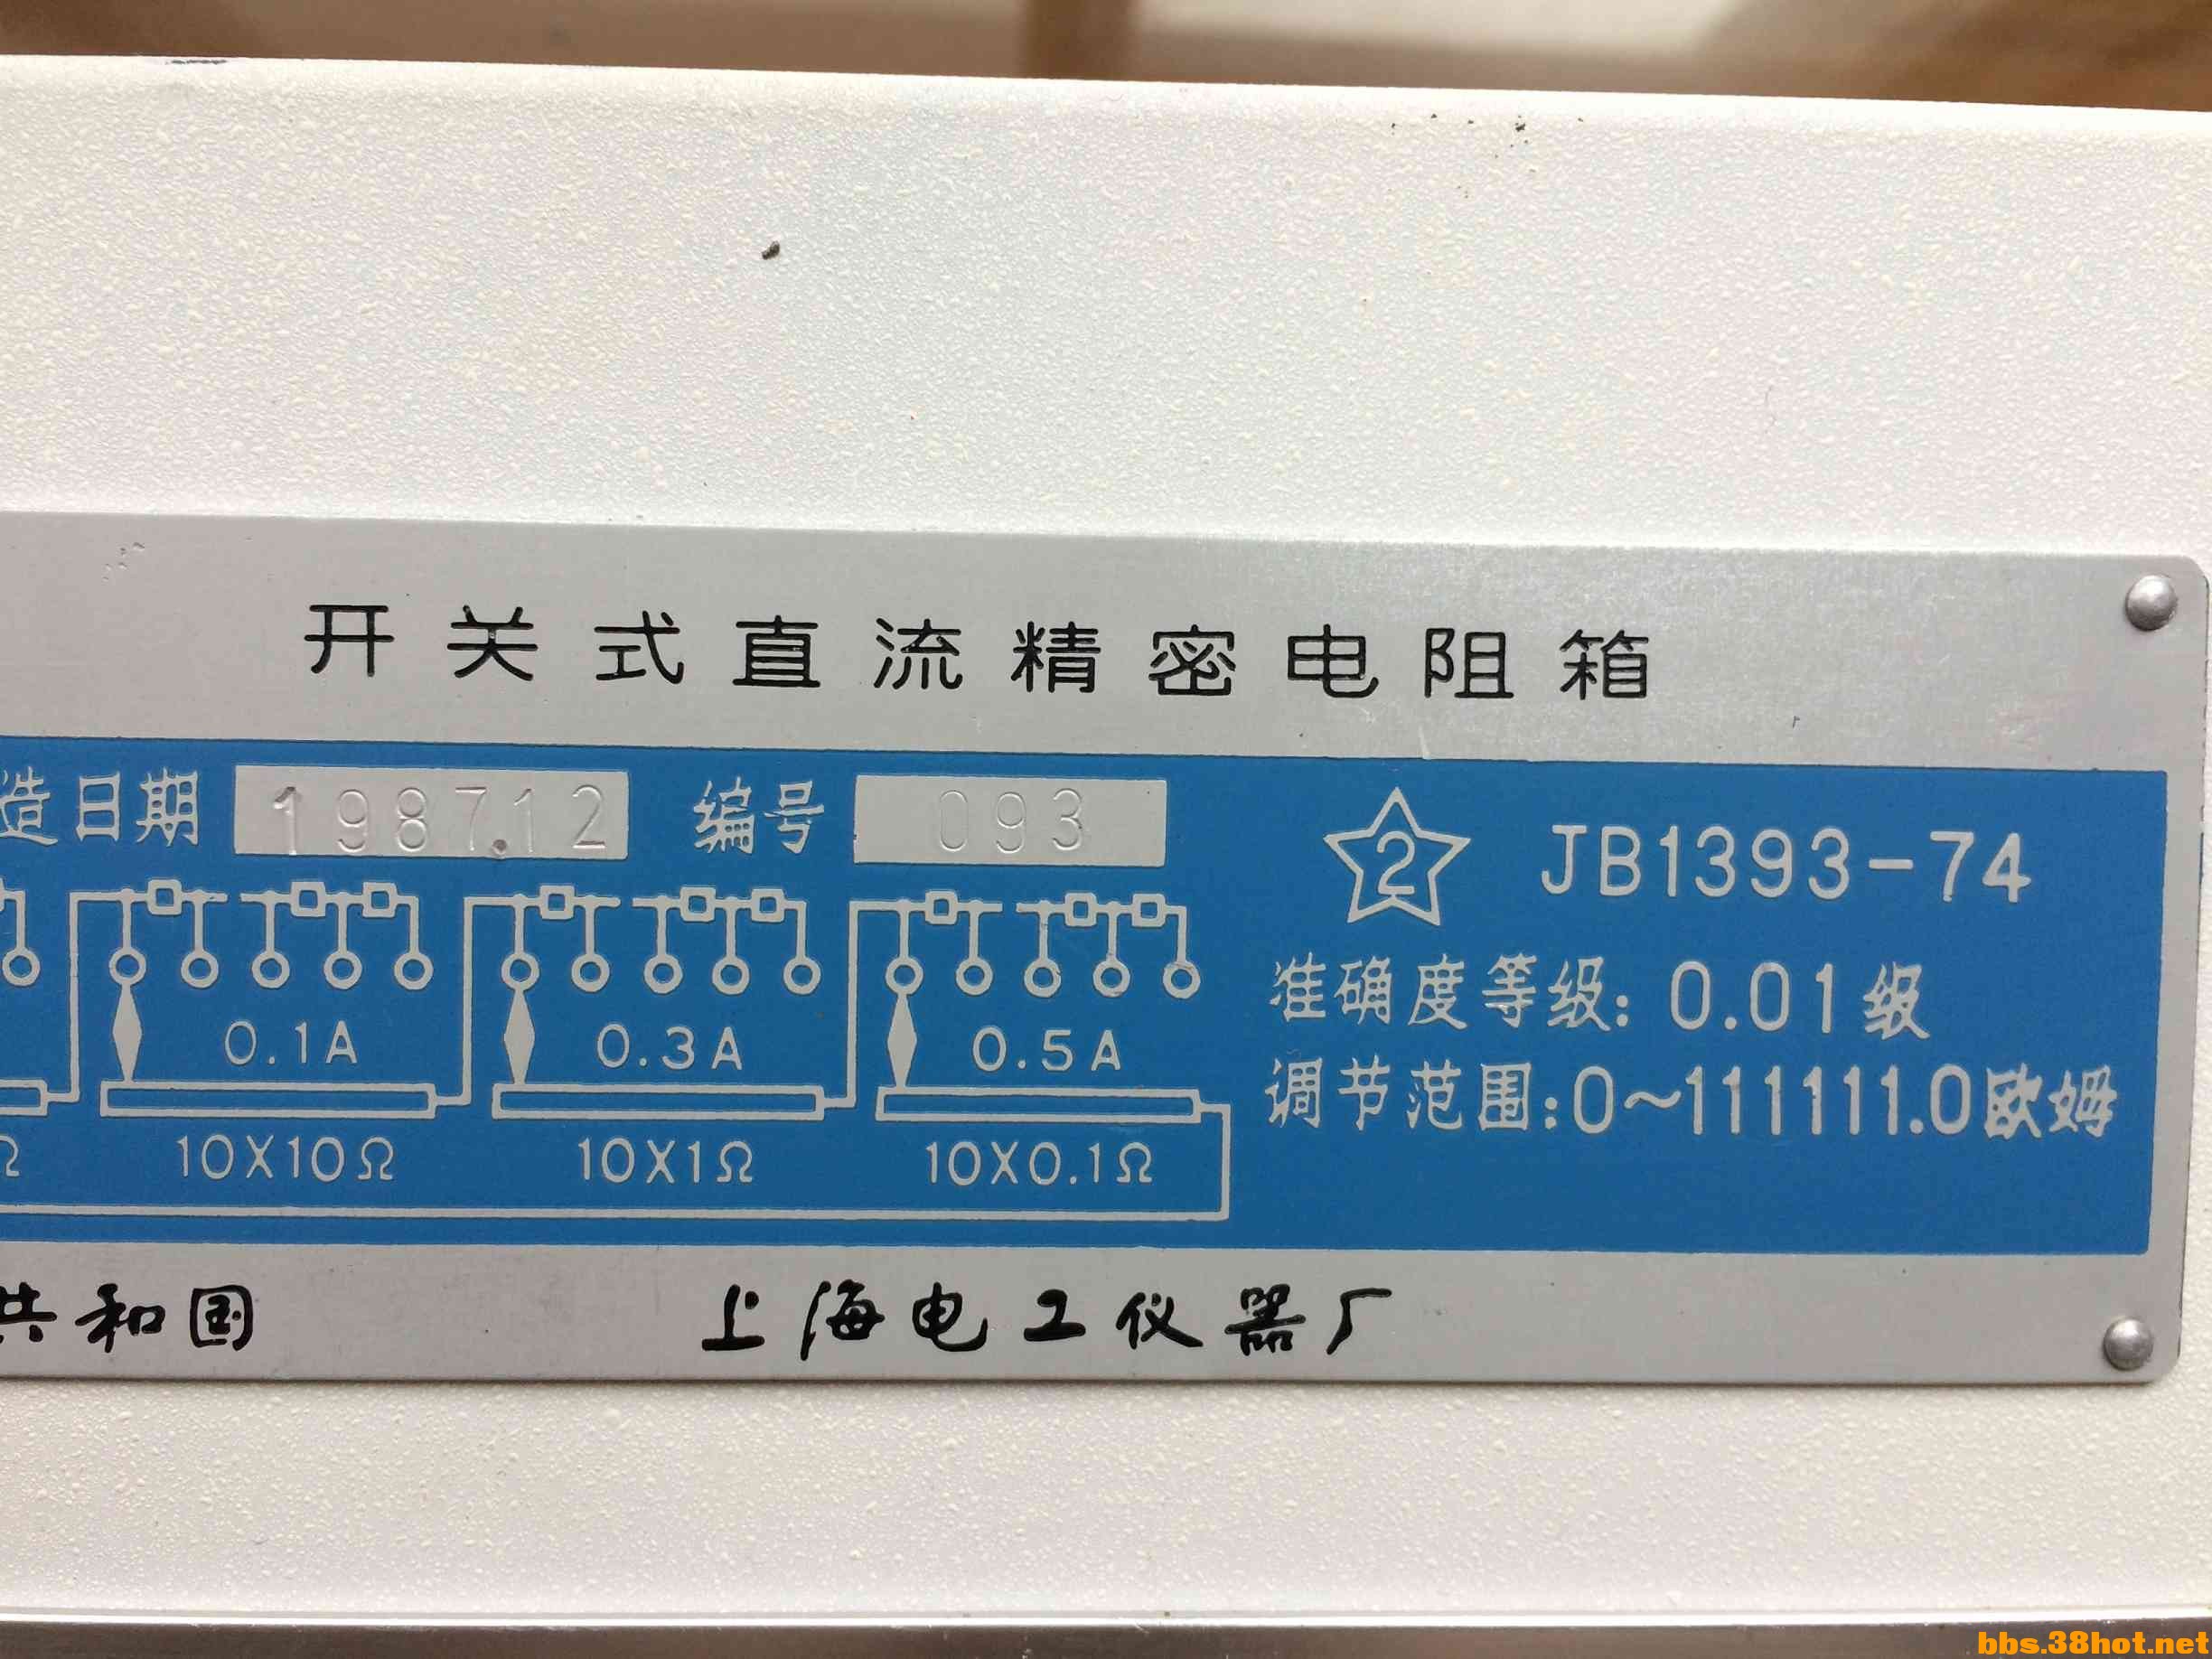 开关式直流精密电阻箱
造日期 1987.12 编号 093
2 JB1393-74
准确度等级: 0.01级
调节范围:0~111111.0欧姆
0.1A 0.3A 0.5A
Ω 10X10Ω 10X1Ω 10X0.1Ω
共和国 上海电工仪器厂
bbs.38hot.net